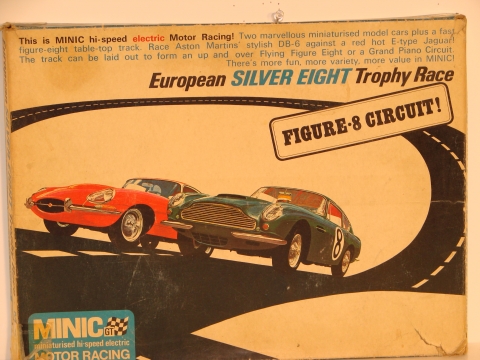 This is MINIC hi-speed electric Motor Racing! Two marvellous miniaturised model cars plus a fast
figure-eight table-top track. Race Aston Martins' stylish DB-6 against a red hot E-type Jaguar!
The track can be laid out to form an up and over Flying Figure Eight or a Grand Piano Circuit.
There's more fun, more variety, more value in MINIC!
European SILVER EIGHT Trophy Race
FIGURE-8 CIRCUIT!
8
MINIC GT
miniaturised hi-speed electric
MOTOR RACING